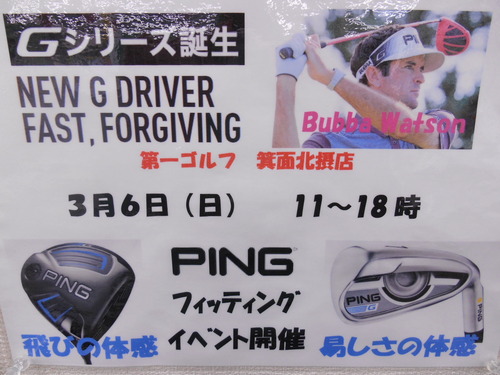 Gシリーズ誕生
NEW G DRIVER
FAST, FORGIVING
PING
Bubba Watson
第一ゴルフ 箕面北摂店
3月6日(日) 11~18時
PING
PING
フィッティング
イベント開催
飛びの体感
PING
G
PING
易しさの体感